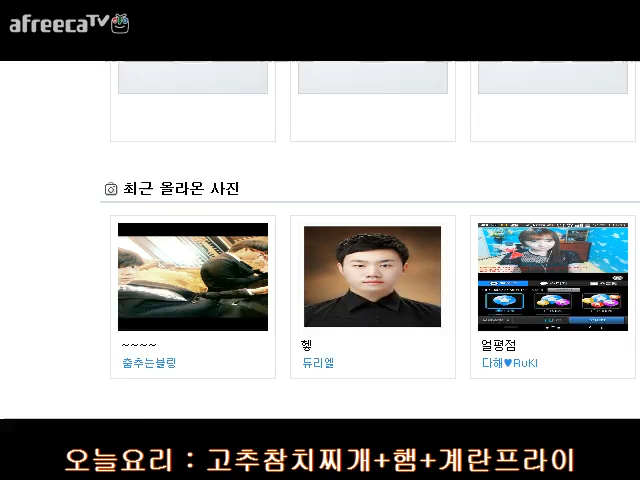 afreecaTV
최근 올라온 사진
~~~~
춤추는블링
헿
듀리엘
얼평점
다해♥RuKI
오늘요리 : 고추참치찌개+햄+계란프라이